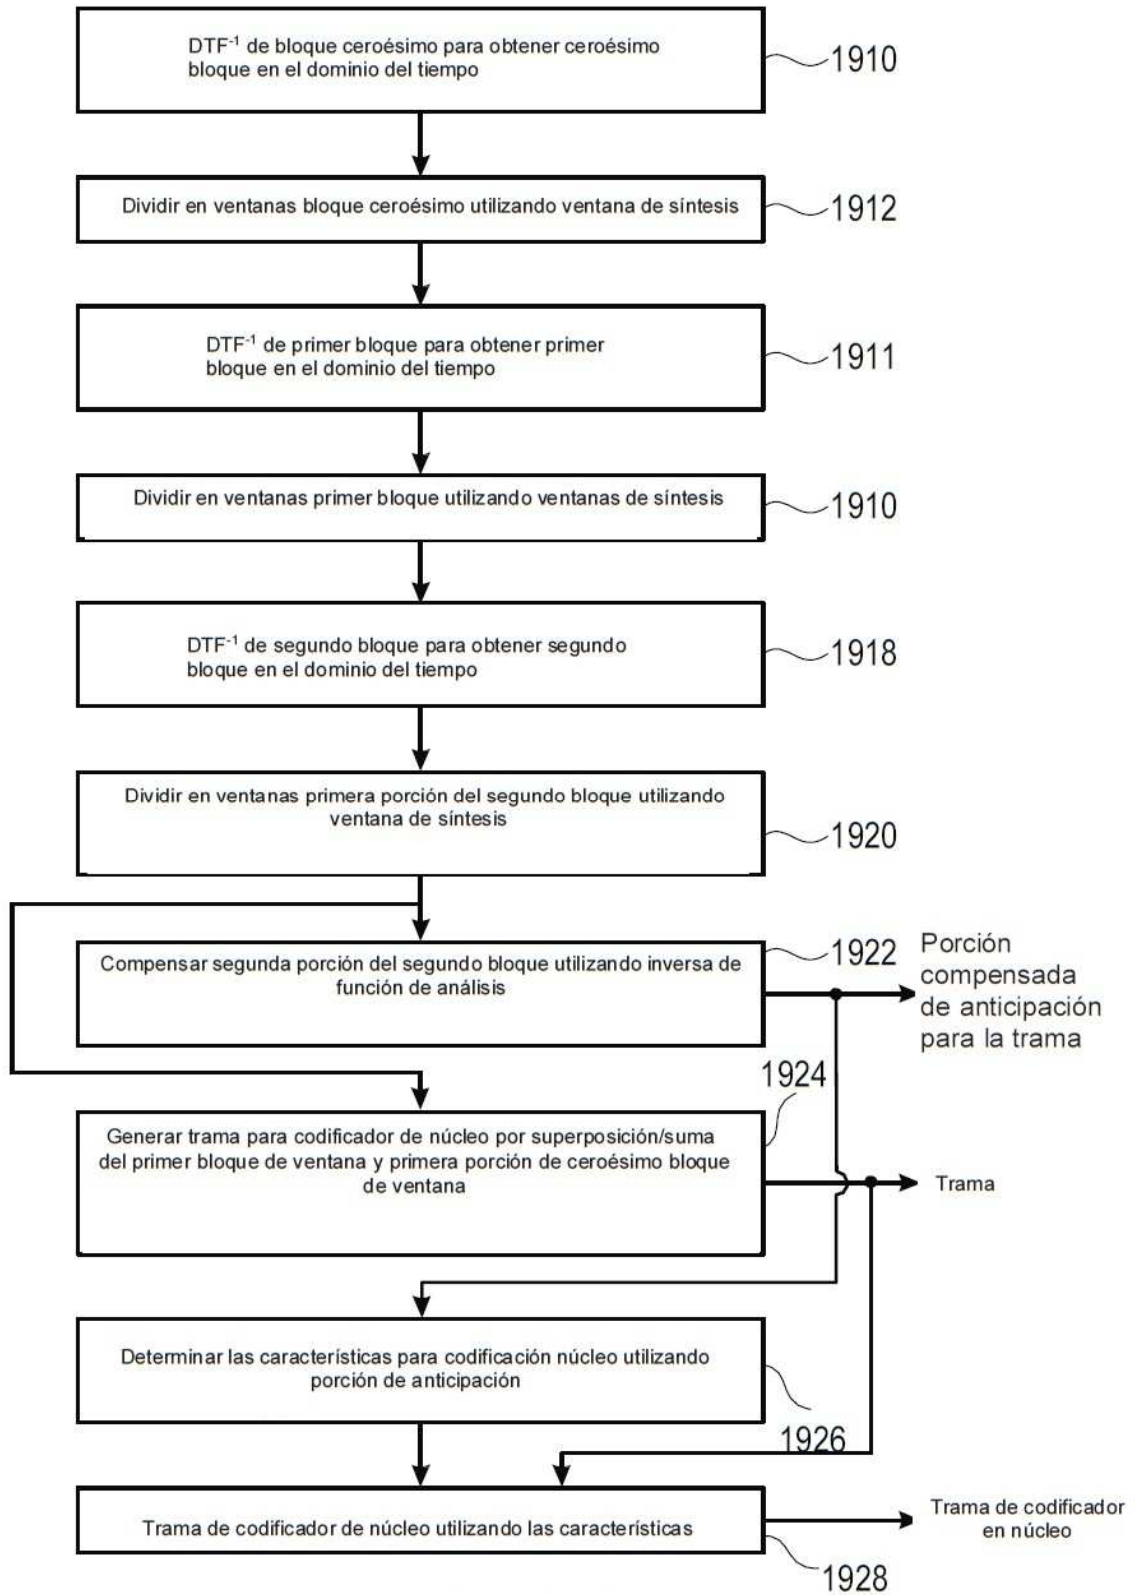 DTF-1 de bloque ceroésimo para obtener ceroésimo
bloque en el dominio del tiempo
1910
Dividir en ventanas bloque ceroésimo utilizando ventana de síntesis
1912
DTF-1 de primer bloque para obtener primer
bloque en el dominio del tiempo
1911
Dividir en ventanas primer bloque utilizando ventanas de síntesis
1910
DTF-1 de segundo bloque para obtener segundo
bloque en el dominio del tiempo
1918
Dividir en ventanas primera porción del segundo bloque utilizando
ventana de síntesis
1920
Compensar segunda porción del segundo bloque utilizando inversa de
función de análisis
1922
Porción
compensada
de anticipación
para la trama
1924
Generar trama para codificador de núcleo por superposición/suma
del primer bloque de ventana y primera porción de ceroésimo bloque
de ventana
Trama
Determinar las característicás para codificación núcleo utilizando
porción de anticipación
1926
Trama de codificador de núcleo utilizando las característicás
Trama de codificador
en núcleo
1928